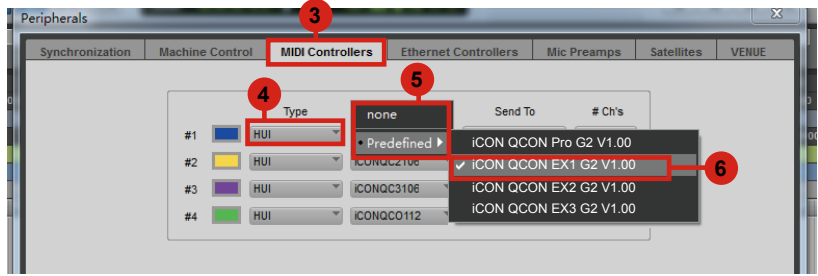 Peripherals
3
Synchronization Machine Control MIDI Controllers Ethernet Controllers Mic Preamps Satellites VENUE
4
5
Type Send To # Ch's
none
#1 HUI
• Predefined
iCON QCON Pro G2 V1.00
#2 HUI iCONQC2106
✓ iCON QCON EX1 G2 V1.00
6
#3 HUI iCONQC3106
iCON QCON EX2 G2 V1.00
#4 HUI iCONQCO112
iCON QCON EX3 G2 V1.00